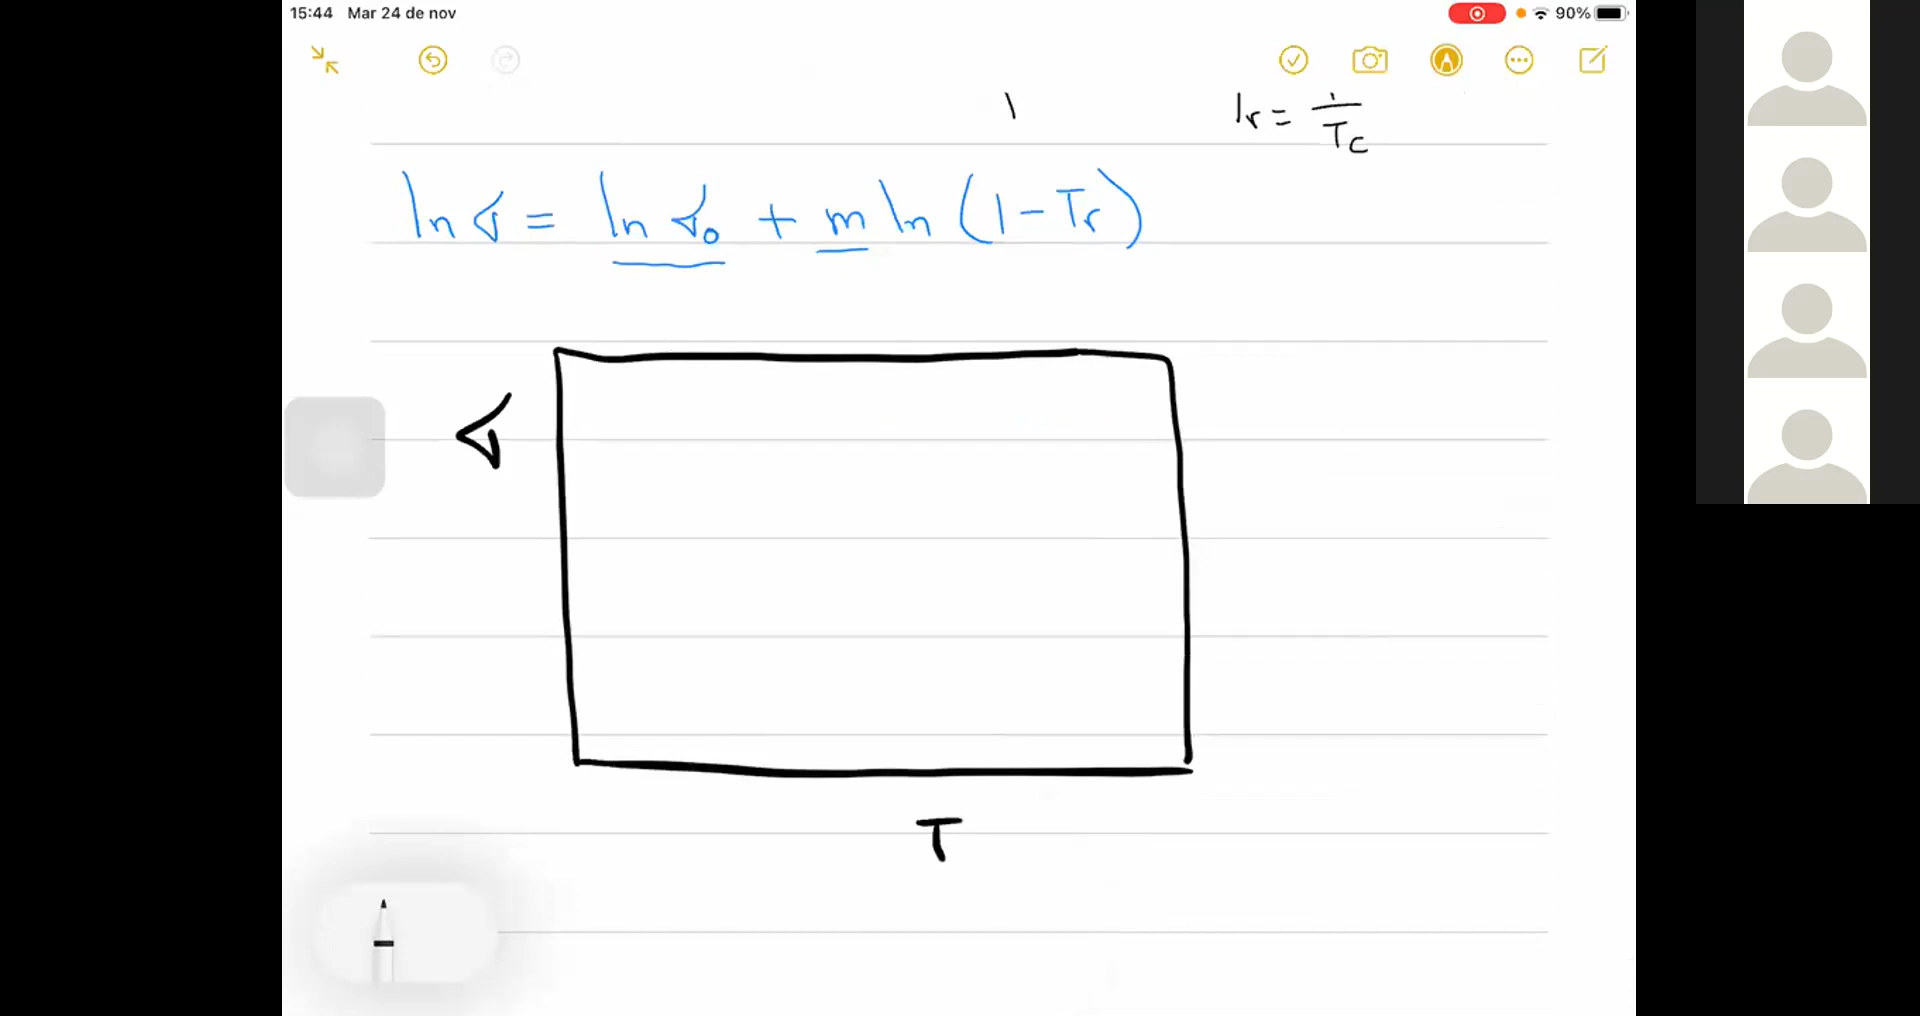 15:44 Mar 24 de nov 90%
Tr = T/Tc
ln σ = ln σ₀ + m ln (1 - Tr)
σ
T